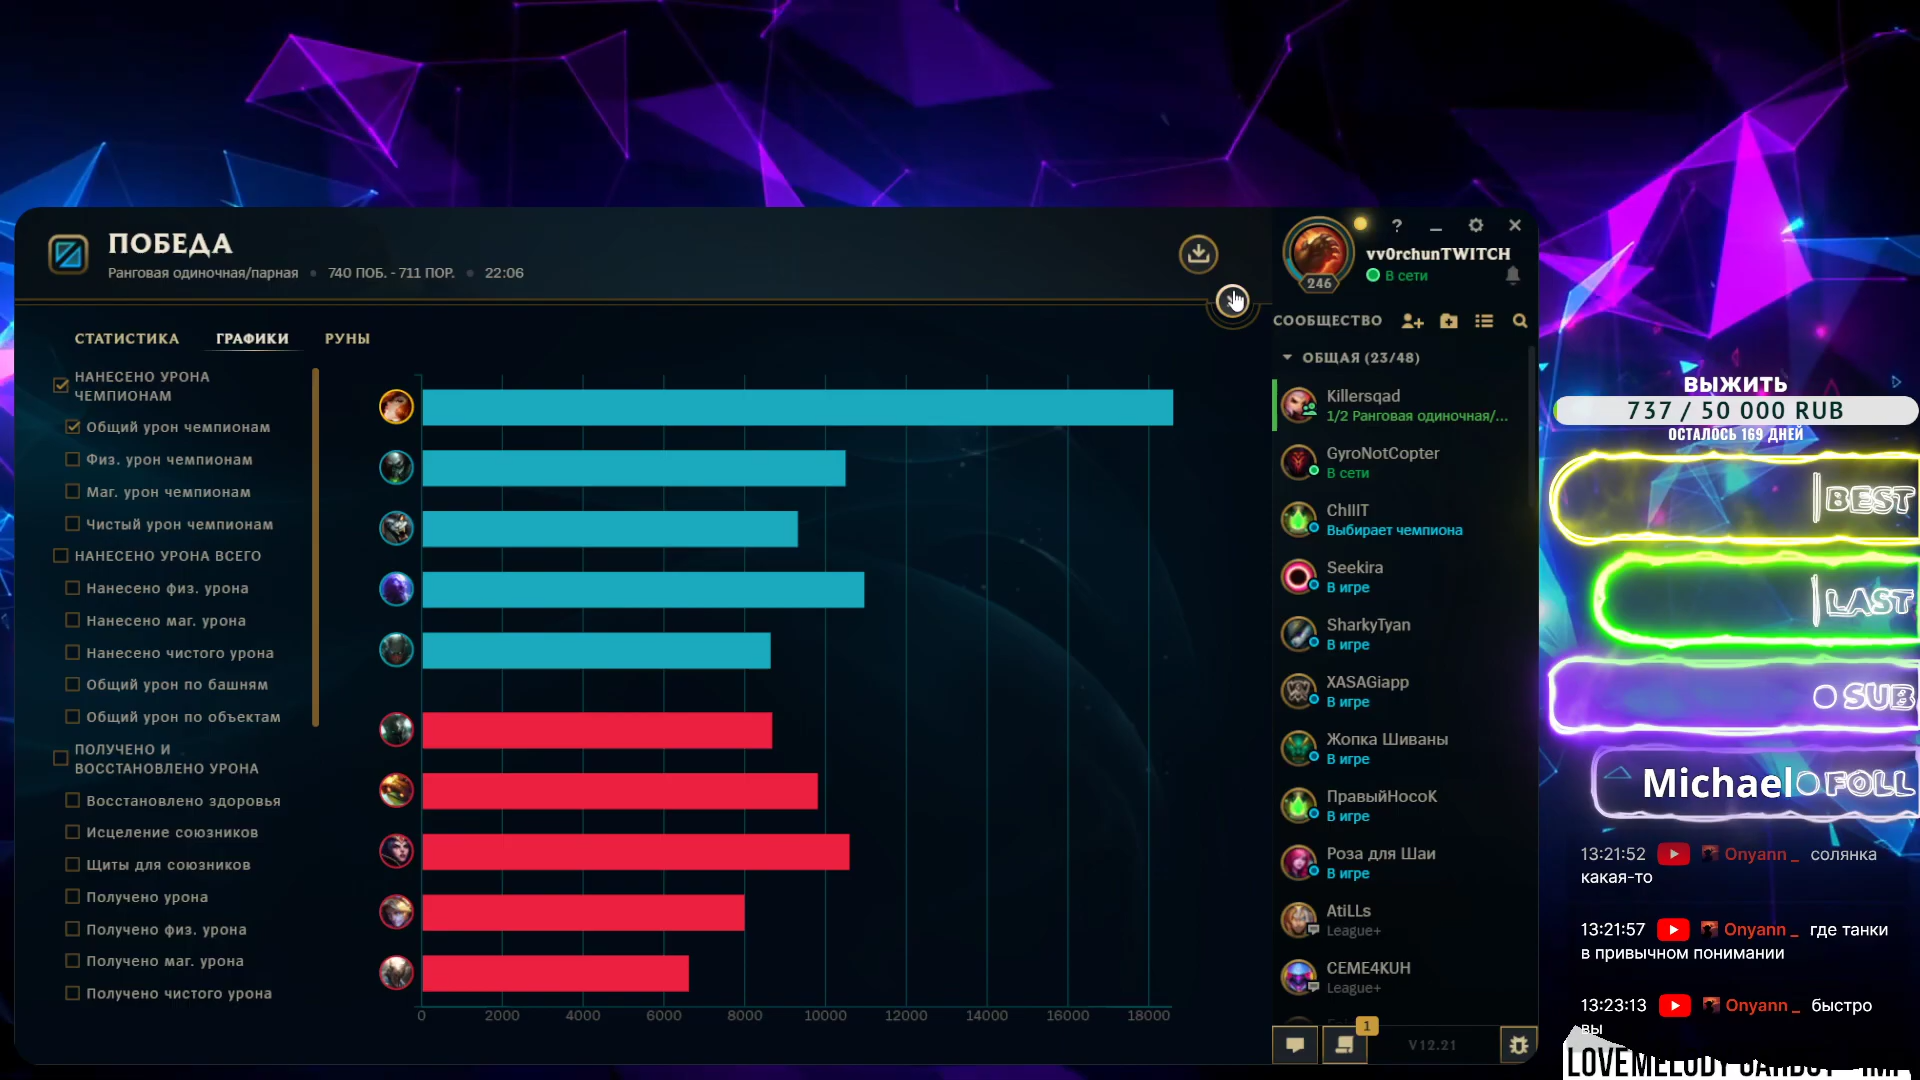 ПОБЕДА
Ранговая одиночная/парная • 740 ПОБ. - 711 ПОР. • 22:06
СТАТИСТИКА ГРАФИКИ РУНЫ
НАНЕСЕНО УРОНА
ЧЕМПИОНАМ
Общий урон чемпионам
Физ. урон чемпионам
Маг. урон чемпионам
Чистый урон чемпионам
НАНЕСЕНО УРОНА ВСЕГО
Нанесено физ. урона
Нанесено маг. урона
Нанесено чистого урона
Общий урон по башням
Общий урон по объектам
ПОЛУЧЕНО И
ВОССТАНОВЛЕНО УРОНА
Восстановлено здоровья
Исцеление союзников
Щиты для союзников
Получено урона
Получено физ. урона
Получено маг. урона
Получено чистого урона
0 2000 4000 6000 8000 10000 12000 14000 16000 18000
?
246
vv0rchunTWITCH
В сети
СООБЩЕСТВО
ОБЩАЯ (23/48)
Killersqad
1/2 Ранговая одиночная/...
GyroNotCopter
В сети
ChIIIT
Выбирает чемпиона
Seekira
В игре
SharkyTyan
В игре
XASAGiapp
В игре
Жопка Шиваны
В игре
ПравыйНосоК
В игре
Роза для Шаи
В игре
AtiLLs
League+
CEME4KUH
League+
1
V12.21
ВЫЖИТЬ
737 / 50 000 RUB
ОСТАЛОСЬ 169 ДНЕЙ
BEST
LAST
SUB
Michael FOLL
13:21:52 Onyann_ солянка
какая-то
13:21:57 Onyann_ где танки
в привычном понимании
13:23:13 Onyann_ быстро
вы